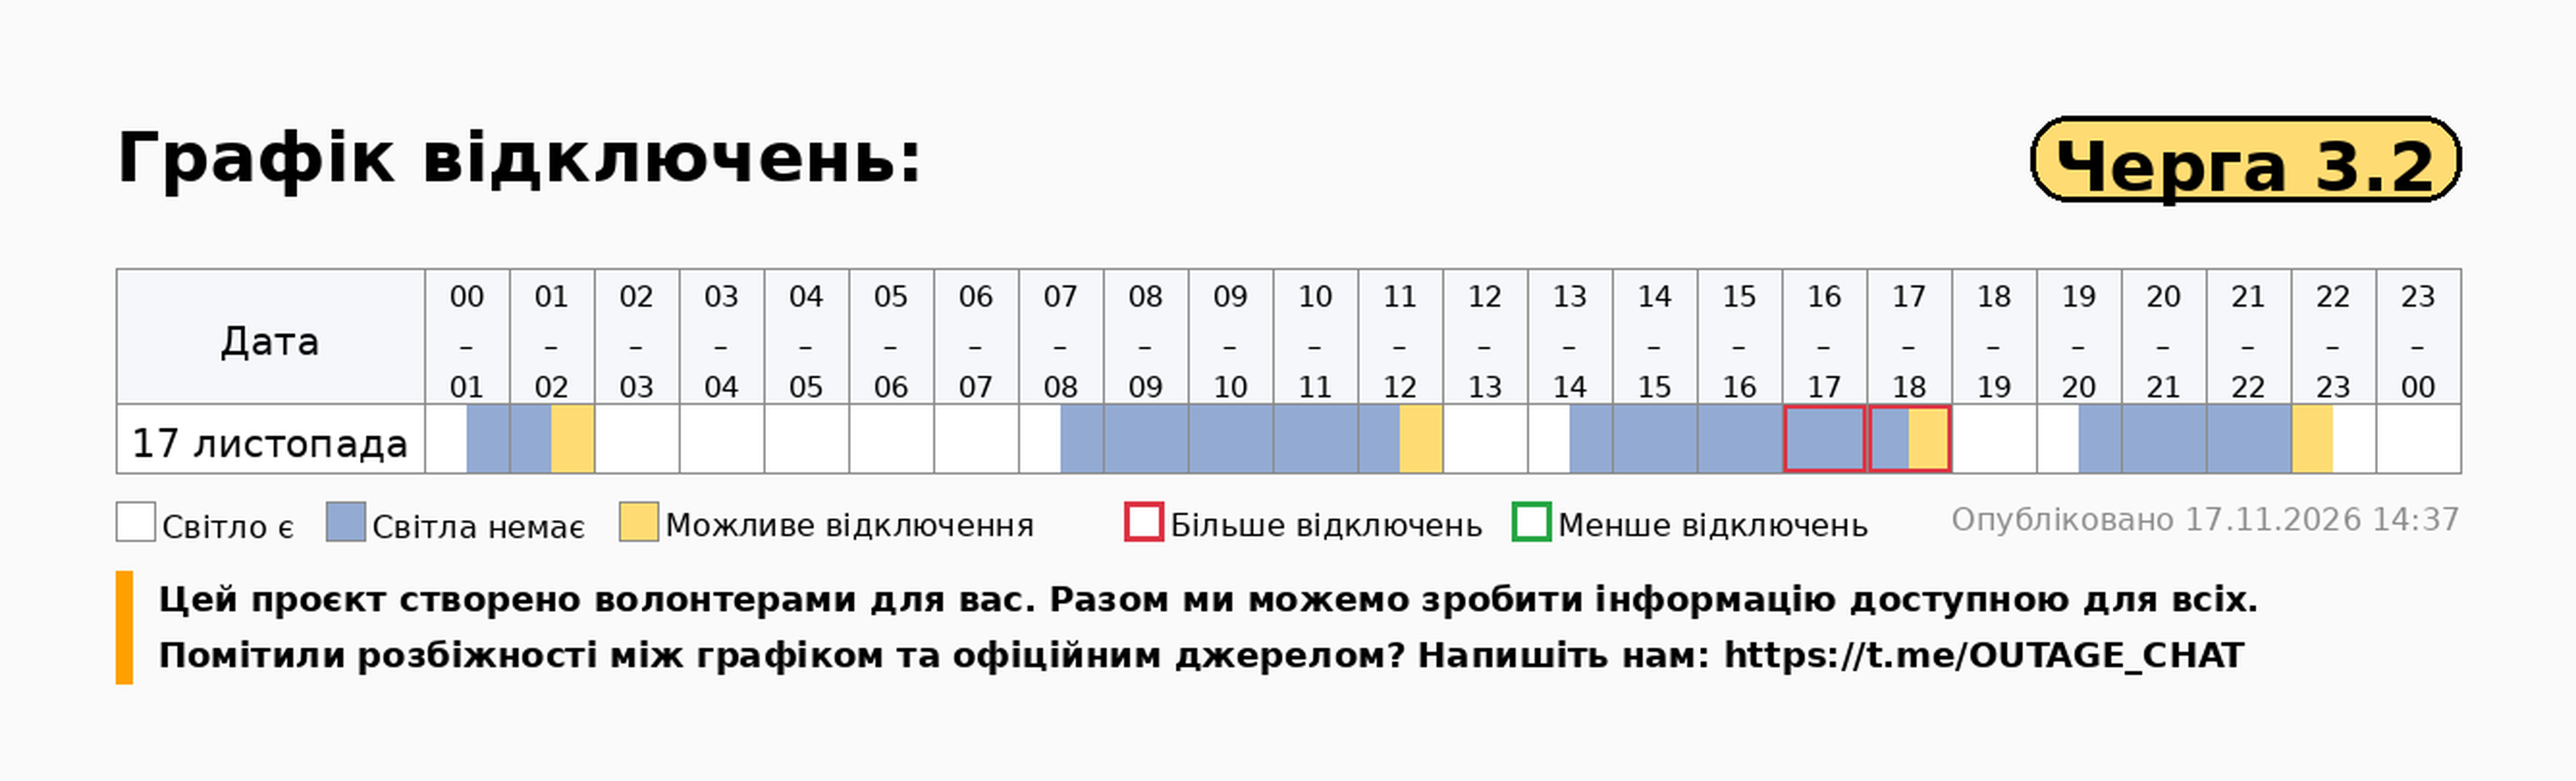 Графік відключень:
Черга 3.2
Дата
00 – 01
01 – 02
02 – 03
03 – 04
04 – 05
05 – 06
06 – 07
07 – 08
08 – 09
09 – 10
10 – 11
11 – 12
12 – 13
13 – 14
14 – 15
15 – 16
16 – 17
17 – 18
18 – 19
19 – 20
20 – 21
21 – 22
22 – 23
23 – 00
17 листопада
Світло є
Світла немає
Можливе відключення
Більше відключень
Менше відключень
Опубліковано 17.11.2026 14:37
Цей проєкт створено волонтерами для вас. Разом ми можемо зробити інформацію доступною для всіх.
Помітили розбіжності між графіком та офіційним джерелом? Напишіть нам: https://t.me/OUTAGE_CHAT